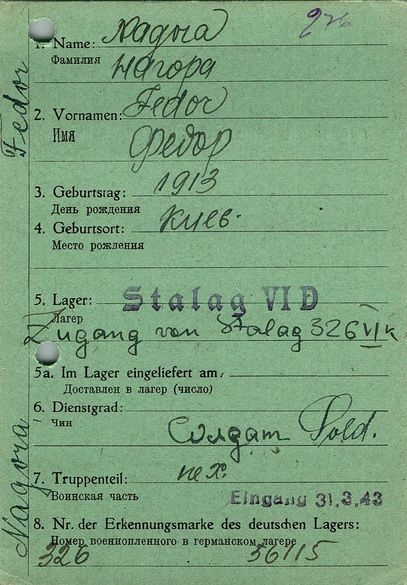 1. Name: Nagora
Фамилия Нагора
2. Vornamen: Fedor
Имя Федор
3. Geburtstag: 1913
День рождения
4. Geburtsort: Киев.
Место рождения
5. Lager: Stalag VI D
Лагер
Zugang von Stalag 326 VI K
5a. Im Lager eingeliefert am:
Доставлен в лагер (число)
6. Dienstgrad:
Чин
Солдат Sold.
7. Truppenteil: пех.
Воинская часть
Eingang 31.3.43
8. Nr. der Erkennungsmarke des deutschen Lagers:
Номер военнопленного в германском лагере
326 56115
Nagora Fedor